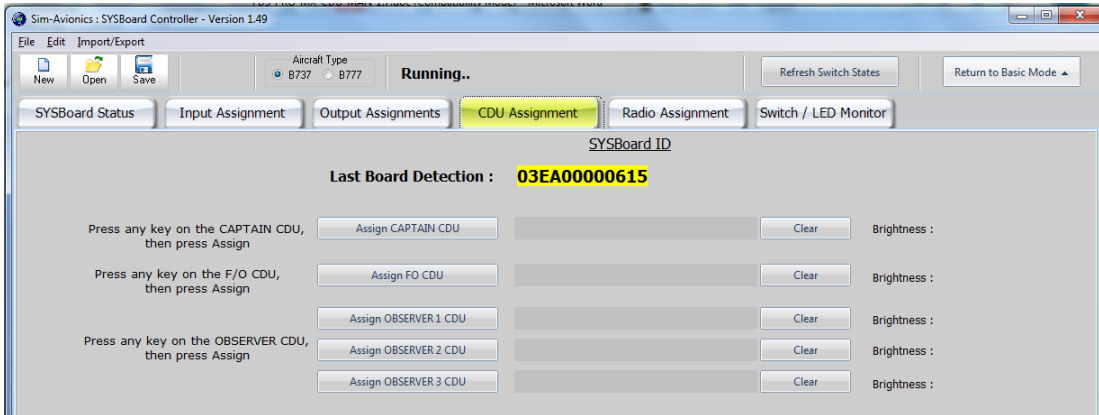 Sim-Avionics : SYSBoard Controller - Version 1.49
File Edit Import/Export
New Open Save
Aircraft Type
B737 B777
Running..
Refresh Switch States
Return to Basic Mode
SYSBoard Status Input Assignment Output Assignments CDU Assignment Radio Assignment Switch / LED Monitor
SYSBoard ID
Last Board Detection : 03EA00000615
Press any key on the CAPTAIN CDU,
then press Assign
Assign CAPTAIN CDU Clear Brightness :
Press any key on the F/O CDU,
then press Assign
Assign FO CDU Clear Brightness :
Assign OBSERVER 1 CDU Clear Brightness :
Press any key on the OBSERVER CDU,
then press Assign
Assign OBSERVER 2 CDU Clear Brightness :
Assign OBSERVER 3 CDU Clear Brightness :